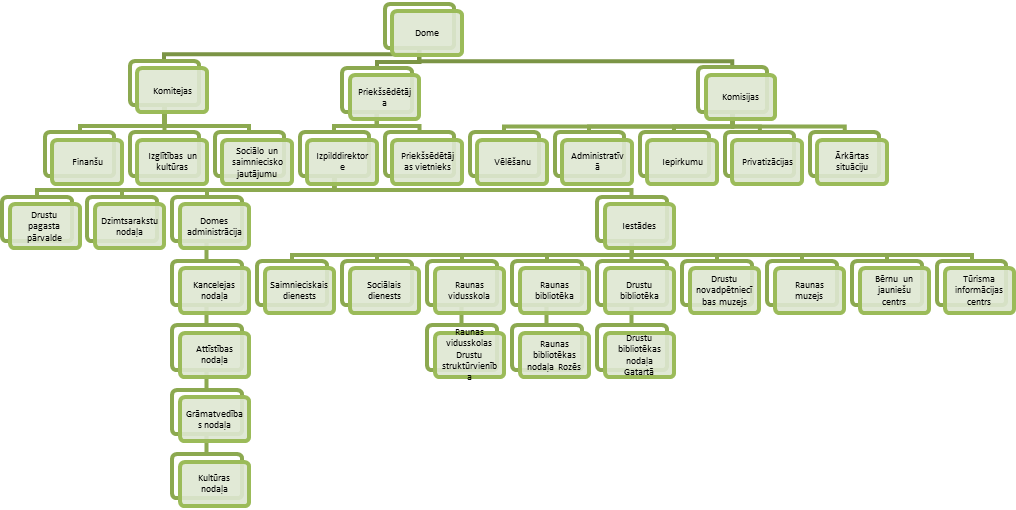 Dome
Komitejas
Priekšsēdētāj
a
Komisijas
Finanšu
Izglītības un
kultūras
Sociālo un
saimniecisko
jautājumu
Izpilddirektor
e
Priekšsēdētāj
as vietnieks
Vēlēšanu
Administratīv
ā
Iepirkumu
Privatizācijas
Ārkārtas
situāciju
Drustu
pagasta
pārvalde
Dzimtsarakstu
nodaļa
Domes
administrācija
Iestādes
Kancelejas
nodaļa
Saimnieciskais
dienests
Sociālais
dienests
Raunas
vidusskola
Raunas
bibliotēka
Drustu
bibliotēka
Drustu
novadpētniecī
bas muzejs
Raunas
muzejs
Bērnu un
jauniešu
centrs
Tūrisma
informācijas
centrs
Attīstības
nodaļa
Raunas
vidusskolas
Drustu
struktūrvienīb
a
Raunas
bibliotēkas
nodaļa Rozēs
Drustu
bibliotēkas
nodaļa
Gatartā
Grāmatvedība
s nodaļa
Kultūras
nodaļa